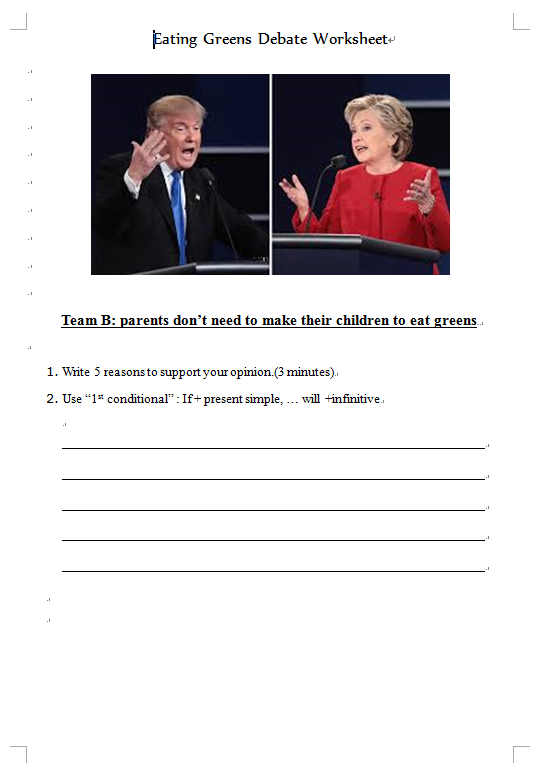 Eating Greens Debate Worksheet
Team B: parents don’t need to make their children to eat greens
1. Write 5 reasons to support your opinion.(3 minutes)
2. Use “1st conditional” : If + present simple, … will +infinitive